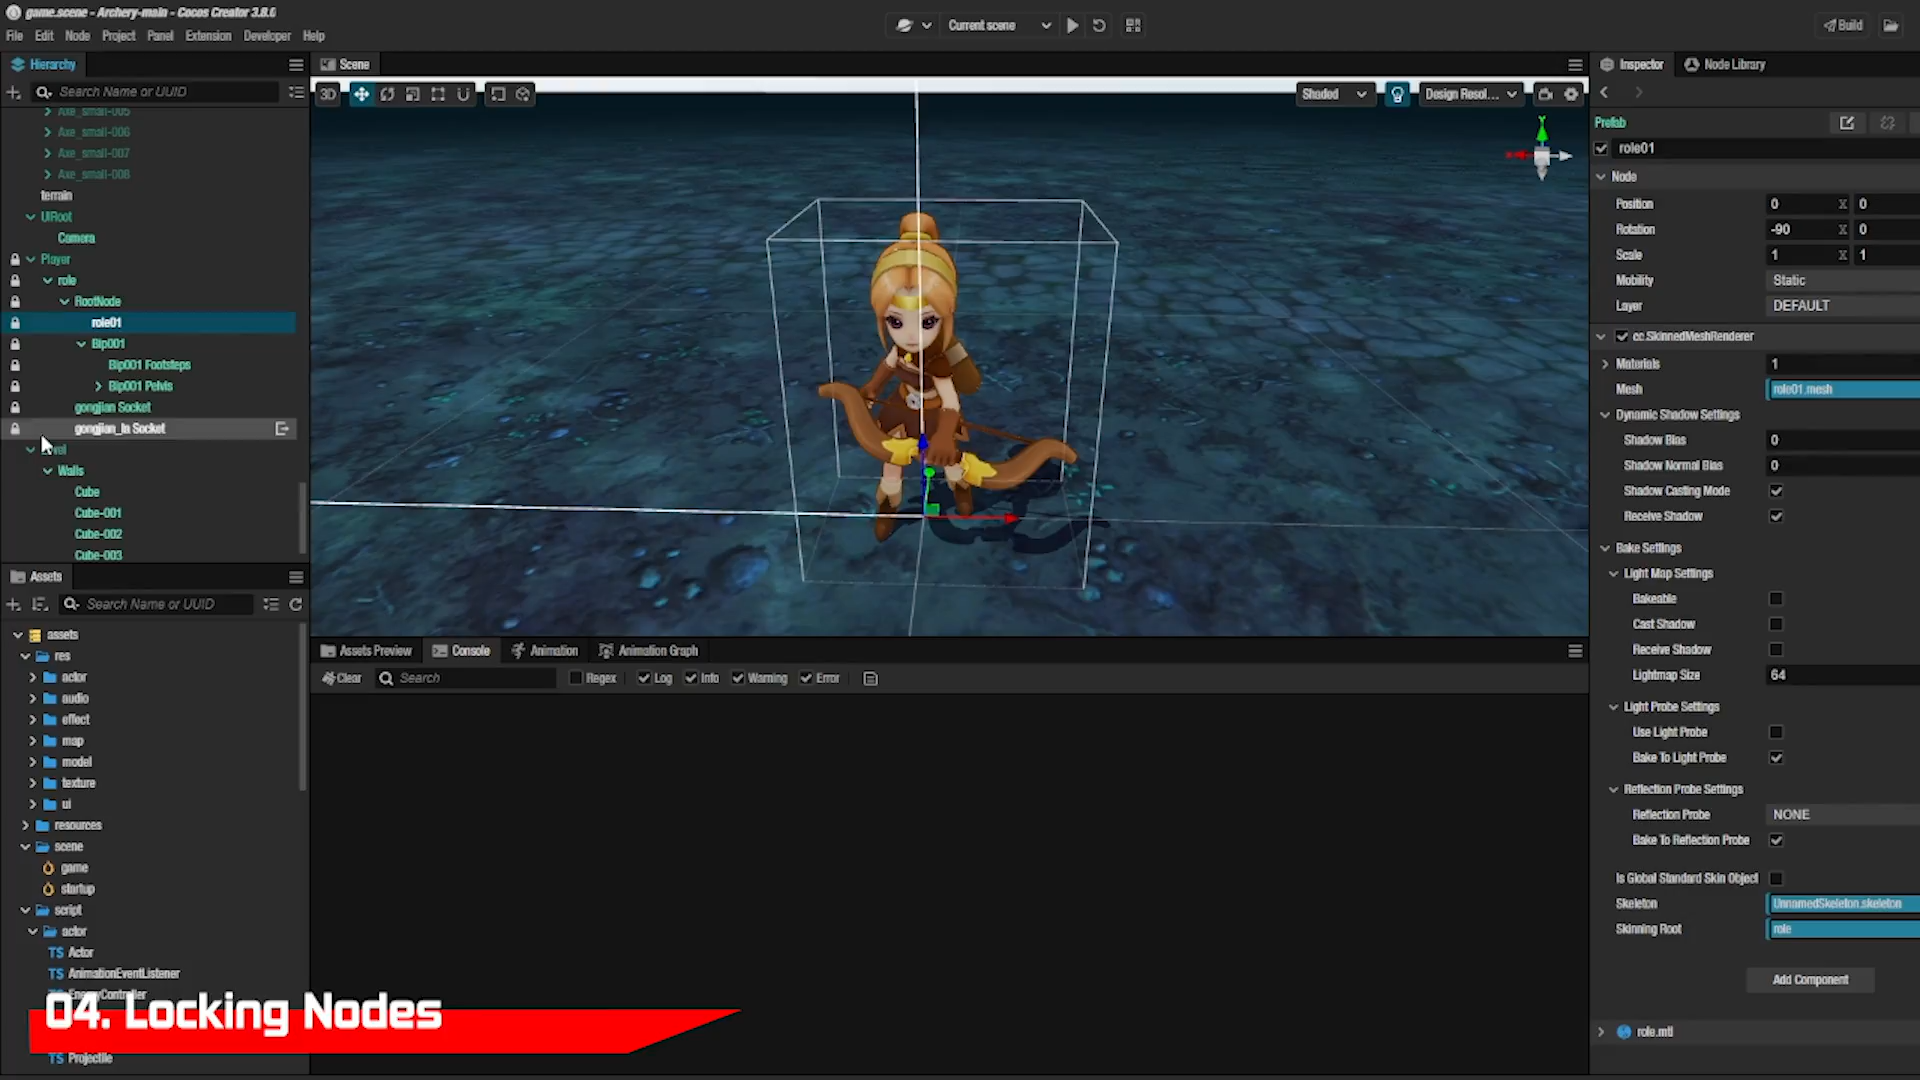 game.scene - Archery-main - Cocos Creator 3.8.0
File Edit Node Project Panel Extension Developer Help
Current scene
Build
Hierarchy
Search Name or UUID
Axe_small-005
Axe_small-006
Axe_small-007
Axe_small-008
terrain
UIRoot
Camera
Player
role
RootNode
role01
Bip001
Bip001 Footsteps
Bip001 Pelvis
gongjian Socket
gongjian_In Socket
Walls
Cube
Cube-001
Cube-002
Cube-003
Assets
Search Name or UUID
assets
res
actor
audio
effect
map
model
texture
ui
resources
scene
game
startup
script
actor
TS Actor
TS AnimationEventListener
EnemyController
TS Projectile
04. Locking Nodes
Scene
3D
Shaded
Design Resol...
Y
Assets Preview Console Animation Animation Graph
Clear Search Regex Log Info Warning Error
Inspector Node Library
Prefab
role01
Node
Position 0 X 0
Rotation -90 X 0
Scale 1 X 1
Mobility Static
Layer DEFAULT
cc.SkinnedMeshRenderer
Materials 1
Mesh role01.mesh
Dynamic Shadow Settings
Shadow Bias 0
Shadow Normal Bias 0
Shadow Casting Mode
Receive Shadow
Bake Settings
Light Map Settings
Bakeable
Cast Shadow
Receive Shadow
Lightmap Size 64
Light Probe Settings
Use Light Probe
Bake To Light Probe
Reflection Probe Settings
Reflection Probe NONE
Bake To Reflection Probe
Is Global Standard Skin Object
Skeleton UnnamedSkeleton.skeleton
Skinning Root role
Add Component
role.mtl